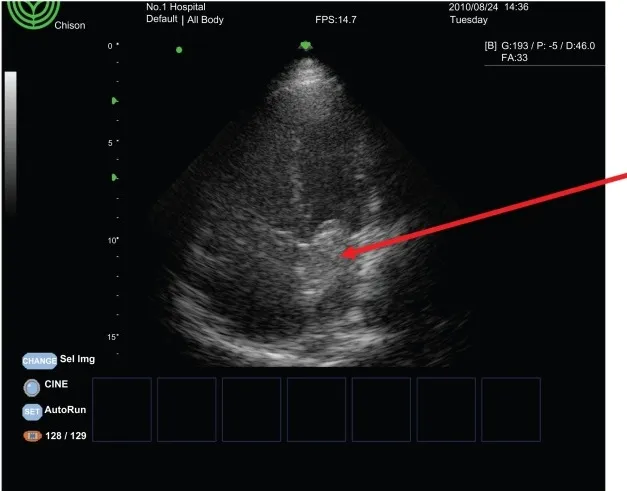 Chison
No.1 Hospital
Default | All Body
FPS:14.7
2010/08/24 14:36
Tuesday
[B] G:193 / P: -5 / D:46.0
FA:33
0
5
10
15
CHANGE Sel Img
CINE
SET AutoRun
128 / 129